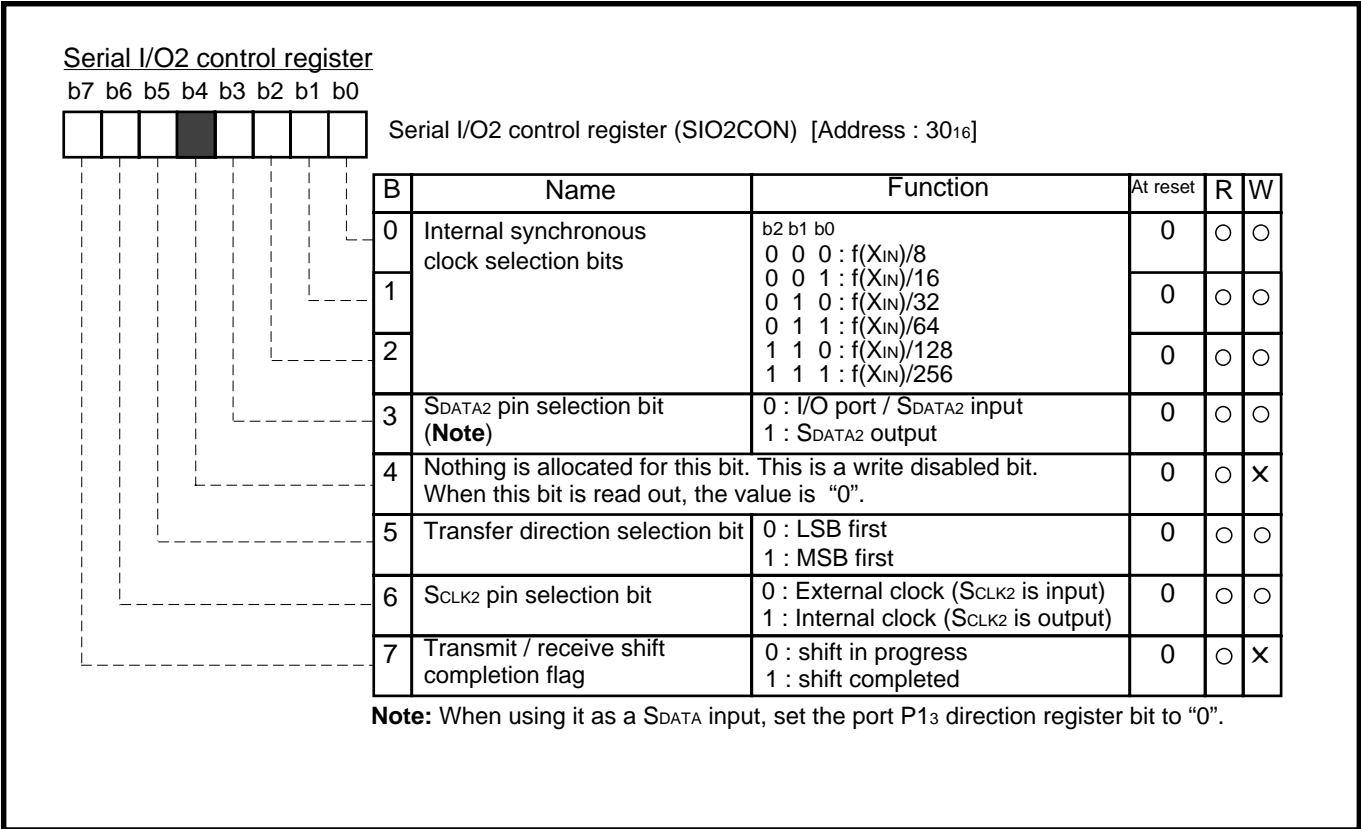 Serial I/O2 control register
b7 b6 b5 b4 b3 b2 b1 b0
Serial I/O2 control register (SIO2CON) [Address : 3016]
B Name Function At reset R W
0 Internal synchronous clock selection bits b2 b1 b0 0 ○ ○
0 0 0 : f(XIN)/8
0 0 1 : f(XIN)/16
1 0 1 0 : f(XIN)/32 0 ○ ○
0 1 1 : f(XIN)/64
2 1 1 0 : f(XIN)/128 0 ○ ○
1 1 1 : f(XIN)/256
3 SDATA2 pin selection bit 0 : I/O port / SDATA2 input 0 ○ ○
(Note) 1 : SDATA2 output
4 Nothing is allocated for this bit. This is a write disabled bit. 0 ○ ×
When this bit is read out, the value is “0”.
5 Transfer direction selection bit 0 : LSB first 0 ○ ○
1 : MSB first
6 SCLK2 pin selection bit 0 : External clock (SCLK2 is input) 0 ○ ○
1 : Internal clock (SCLK2 is output)
7 Transmit / receive shift 0 : shift in progress 0 ○ ×
completion flag 1 : shift completed
Note: When using it as a SDATA input, set the port P13 direction register bit to “0”.